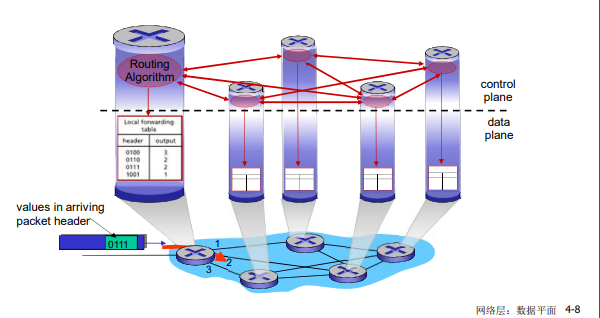 Routing
Algorithm
control
plane
data
plane
Local forwarding
table
header output
0100 3
0110 2
0111 2
1001 1
values in arriving
packet header
0111
1
2
3
网络层：数据平面 4-8